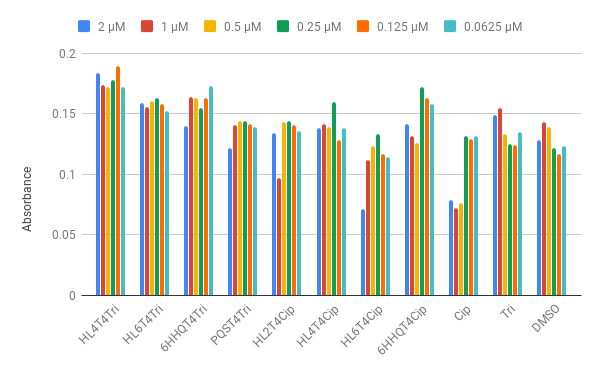 2 µM 1 µM 0.5 µM 0.25 µM 0.125 µM 0.0625 µM
Absorbance
0.2
0.15
0.1
0.05
0
HL4T4Tri HL6T4Tri 6HHQT4Tri PQST4Tri HL2T4Cip HL4T4Cip HL6T4Cip 6HHQT4Cip Cip Tri DMSO